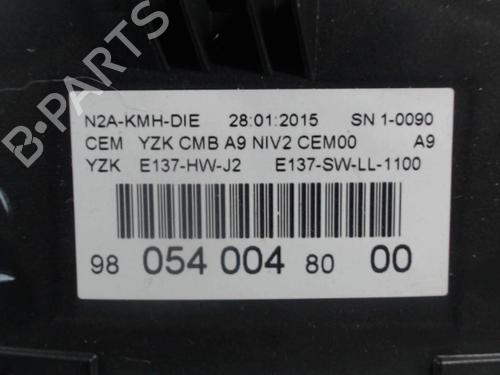 N2A-KMH-DIE 28:01:2015 SN 1-0090
CEM YZK CMB A9 NIV2 CEM00 A9
YZK E137-HW-J2 E137-SW-LL-1100
98 054 004 80 00